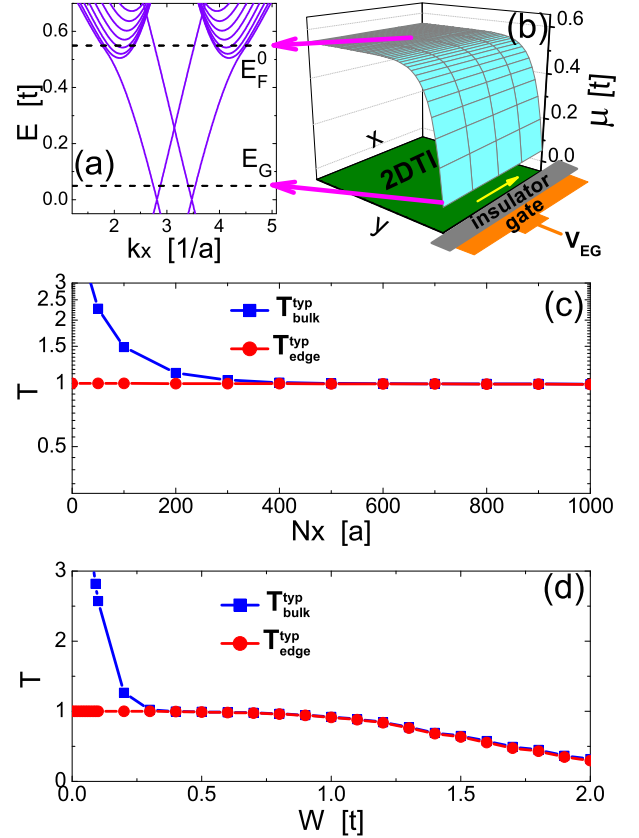 0.6
0.4
0.2
0.0
E [t]
(a)
E_F^0
E_G
2
3
4
5
kx [1/a]
(b)
0.6
0.4
0.2
0.0
μ [t]
x
y
2DTI
insulator
gate
V_EG
(c)
3
2.5
2
1.5
1
0.5
T
T_bulk^typ
T_edge^typ
0
200
400
600
800
1000
Nx [a]
(d)
3
2
1
0
T
T_bulk^typ
T_edge^typ
0.0
0.5
1.0
1.5
2.0
W [t]